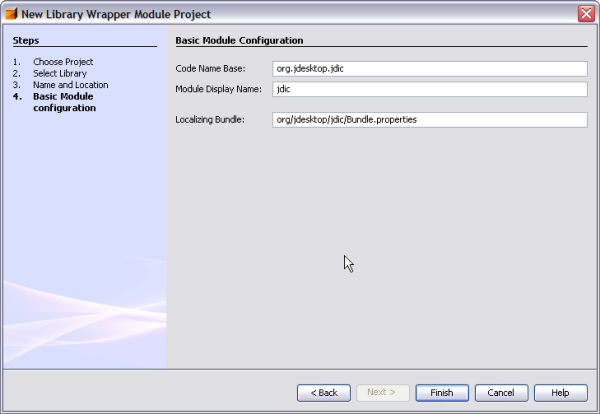 New Library Wrapper Module Project
Steps
1. Choose Project
2. Select Library
3. Name and Location
4. Basic Module
configuration
Basic Module Configuration
Code Name Base: org.jdesktop.jdic
Module Display Name: jdic
Localizing Bundle: org/jdesktop/jdic/Bundle.properties
< Back Next > Finish Cancel Help